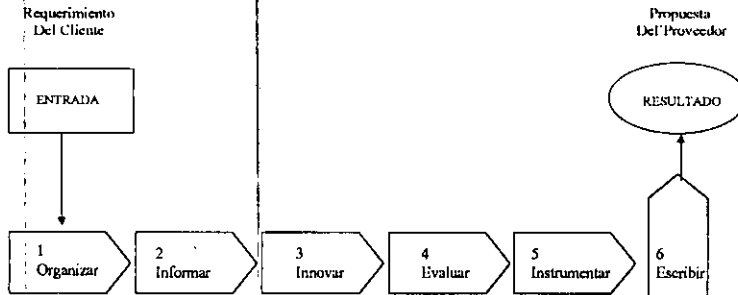 Requerimiento
Del Cliente
Propuesta
Del Proveedor
ENTRADA
RESULTADO
1
Organizar
2
Informar
3
Innovar
4
Evaluar
5
Instrumentar
6
Escribir